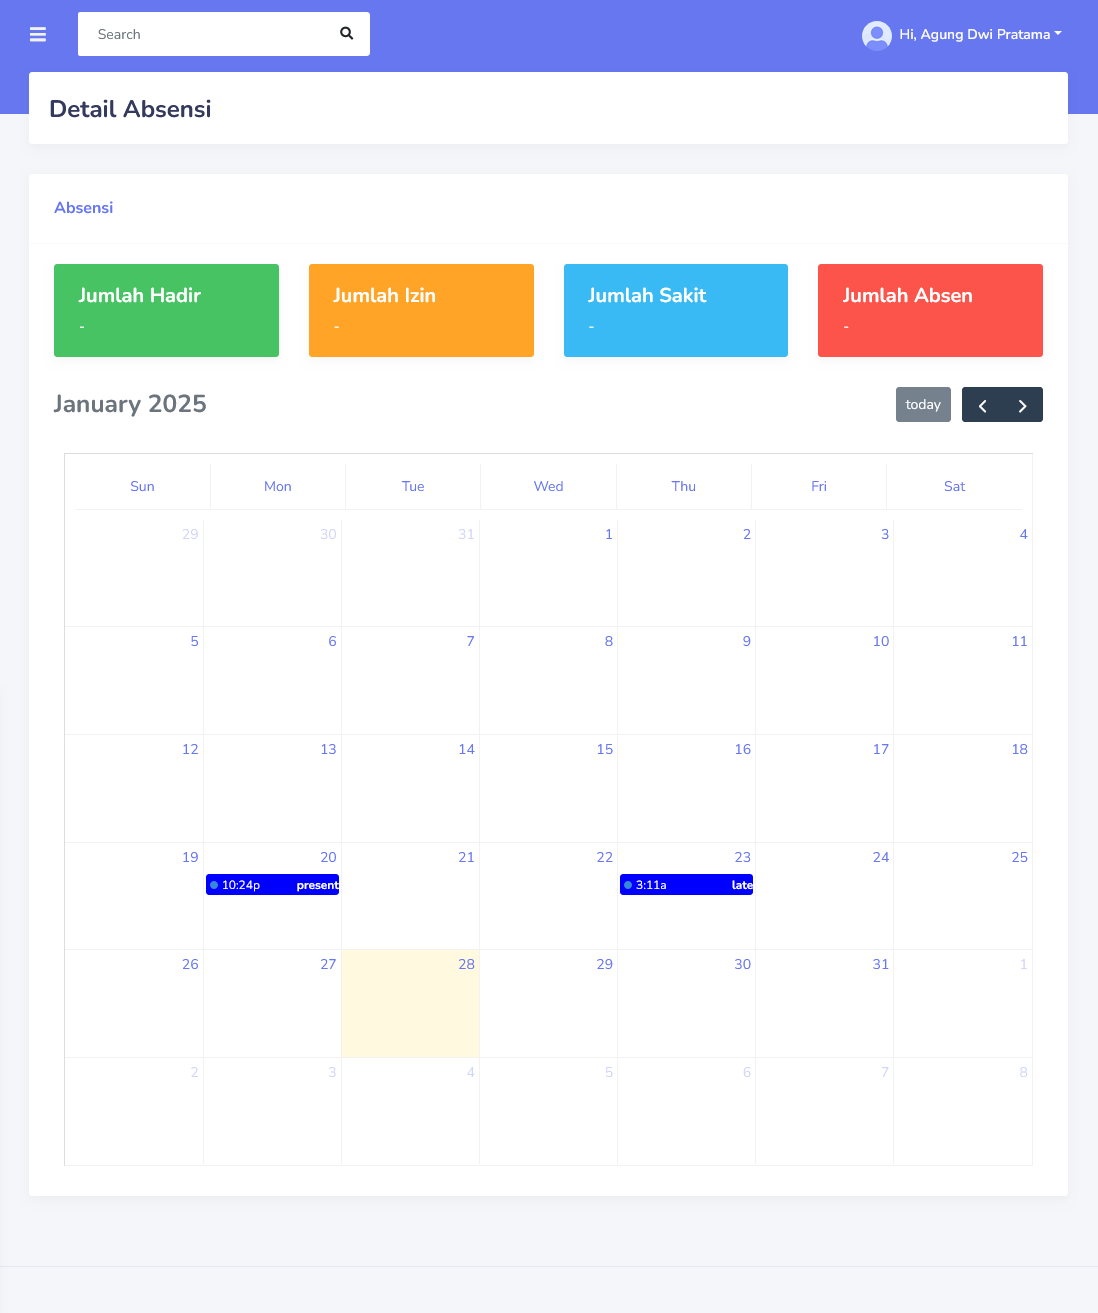 Search
Hi, Agung Dwi Pratama
Detail Absensi
Absensi
Jumlah Hadir
-
Jumlah Izin
-
Jumlah Sakit
-
Jumlah Absen
-
January 2025
today
Sun Mon Tue Wed Thu Fri Sat
29 30 31 1 2 3 4
5 6 7 8 9 10 11
12 13 14 15 16 17 18
19 20 21 22 23 24 25
10:24p present 3:11a late
26 27 28 29 30 31 1
2 3 4 5 6 7 8